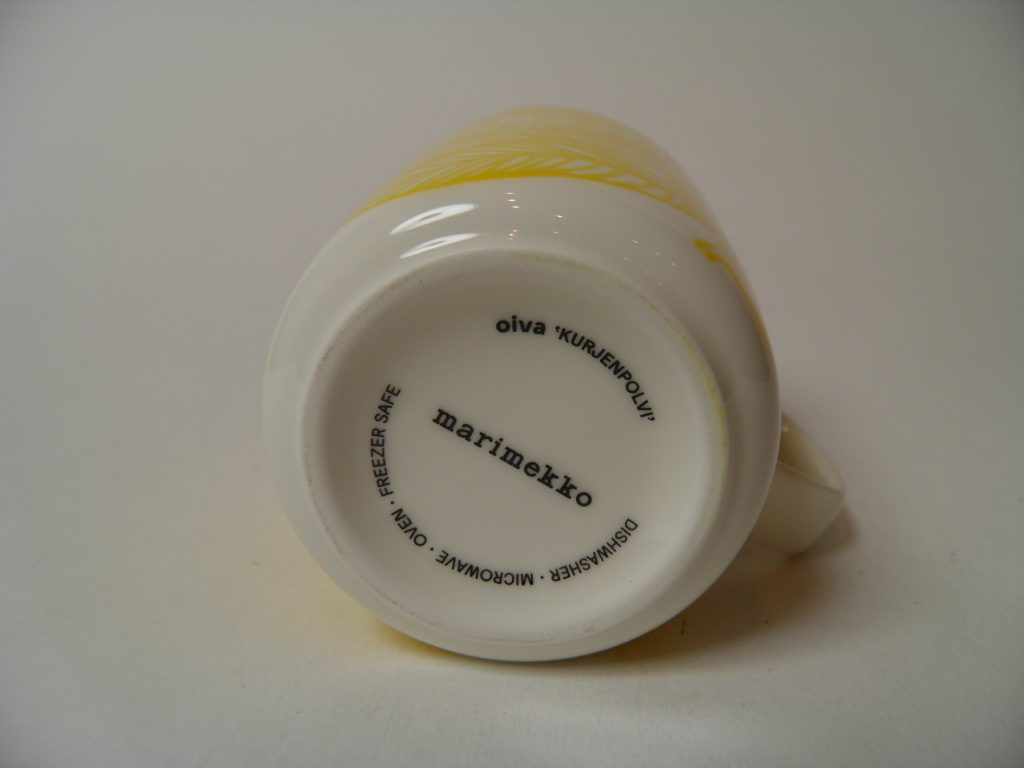 oiva 'KURJENPOLVI'
marimekko
DISHWASHER · MICROWAVE · OVEN · FREEZER SAFE